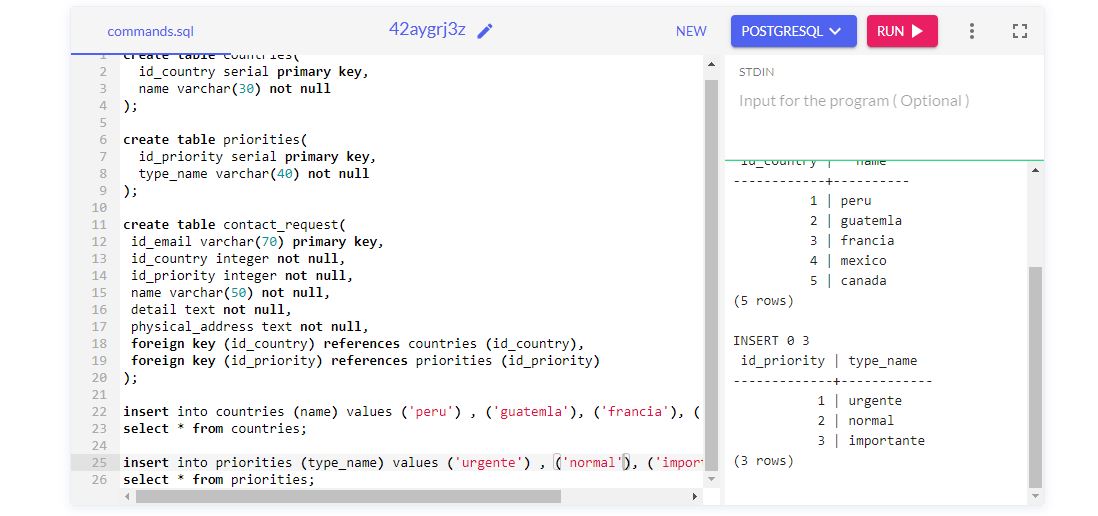 commands.sql
42aygrj3z
NEW
POSTGRESQL
RUN
1 create table countries(
2 id_country serial primary key,
3 name varchar(30) not null
4 );
5
6 create table priorities(
7 id_priority serial primary key,
8 type_name varchar(40) not null
9 );
10
11 create table contact_request(
12 id_email varchar(70) primary key,
13 id_country integer not null,
14 id_priority integer not null,
15 name varchar(50) not null,
16 detail text not null,
17 physical_address text not null,
18 foreign key (id_country) references countries (id_country),
19 foreign key (id_priority) references priorities (id_priority)
20 );
21
22 insert into countries (name) values ('peru') , ('guatemla'), ('francia'), (
23 select * from countries;
24
25 insert into priorities (type_name) values ('urgente') , ('normal'), ('impor
26 select * from priorities;
STDIN
Input for the program ( Optional )
id_country | name
------------+----------
1 | peru
2 | guatemla
3 | francia
4 | mexico
5 | canada
(5 rows)
INSERT 0 3
id_priority | type_name
-------------+------------
1 | urgente
2 | normal
3 | importante
(3 rows)